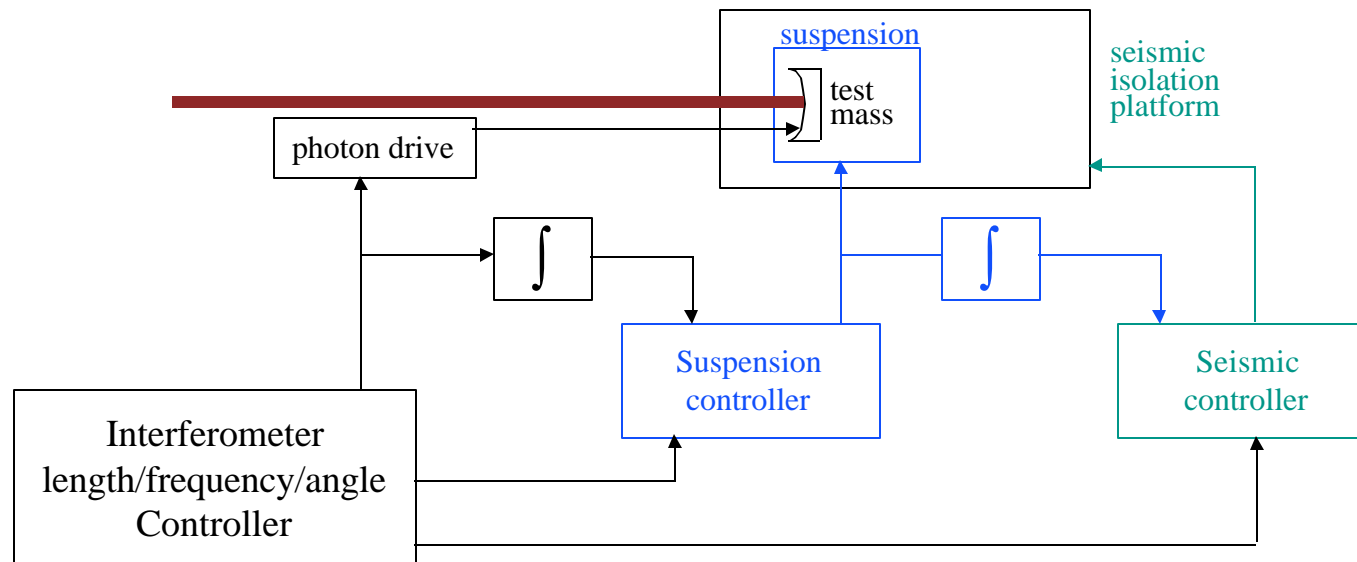 suspension
seismic
isolation
platform
test
mass
photon drive
∫
∫
Suspension
controller
Seismic
controller
Interferometer
length/frequency/angle
Controller